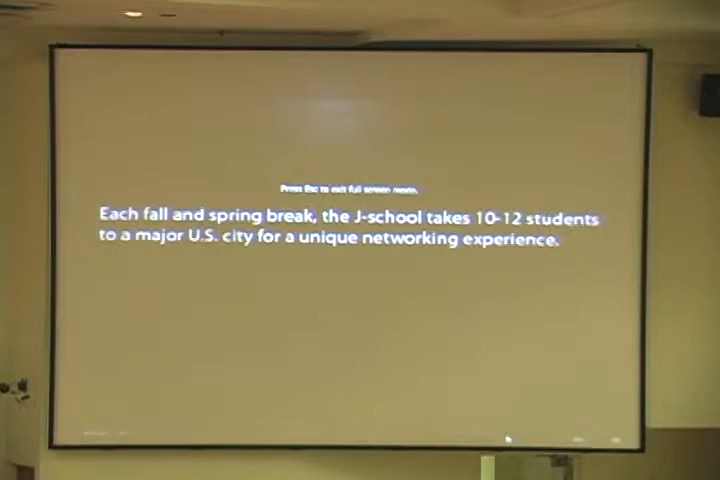 Press Esc to exit full screen mode.
Each fall and spring break, the J-school takes 10-12 students
to a major U.S. city for a unique networking experience.